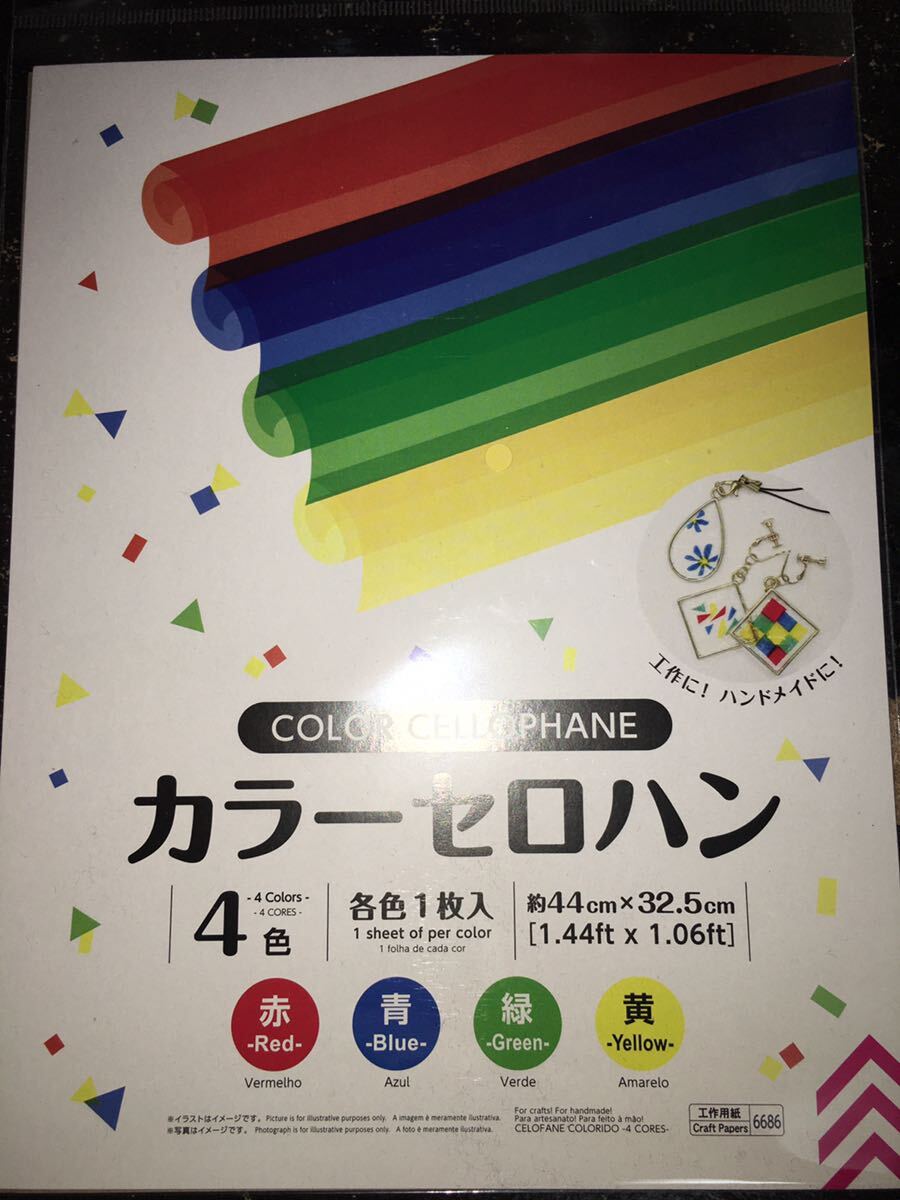 工作に! ハンドメイドに!
COLOR CELLOPHANE
カラーセロハン
4色
- 4 Colors -
- 4 CORES -
各色1枚入
1 sheet of per color
1 folha de cada cor
約44cm×32.5cm
[1.44ft x 1.06ft]
赤
-Red-
Vermelho
青
-Blue-
Azul
緑
-Green-
Verde
黄
-Yellow-
Amarelo
※イラストはイメージです。 Picture is for illustrative purposes only. A imagem è meramente ilustrativa.
※写真はイメージです。 Photograph is for illustrative purposes only. A foto è meramente ilustrativa.
For crafts! For handmade!
Para artesanato! Para feito à mão!
CELOFANE COLORIDO -4 CORES-
工作用紙
Craft Papers
6686